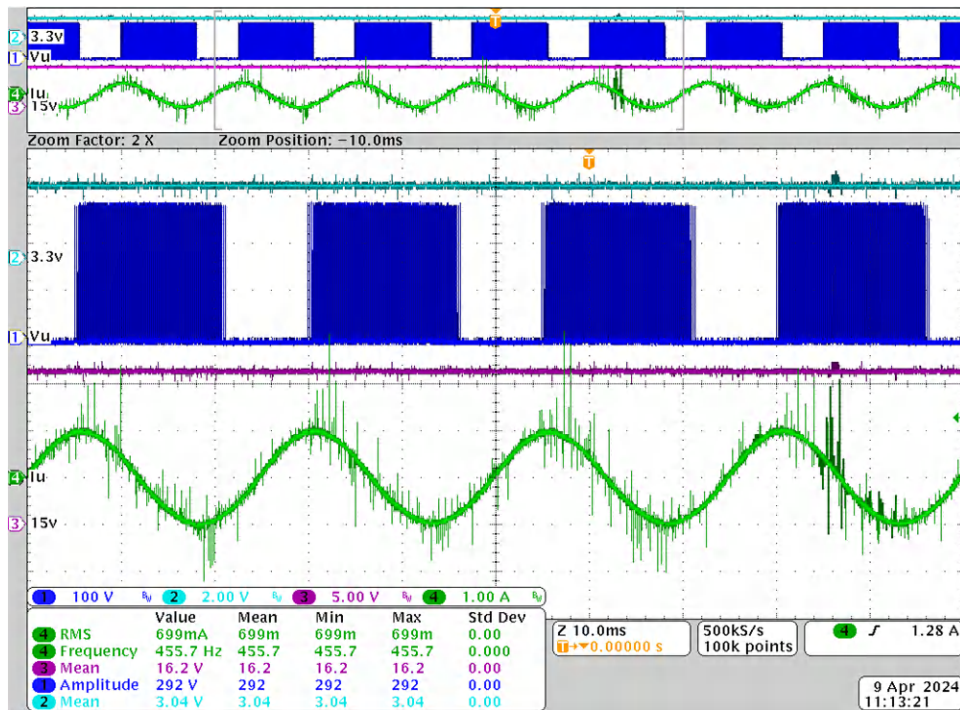 T
2 3.3v
1 Vu
4 Iu
3 15v
Zoom Factor: 2 X Zoom Position: -10.0ms
T
2 3.3v
1 Vu
4 Iu
3 15v
1 100 V BW 2 2.00 V BW 3 5.00 V BW 4 1.00 A BW
Value Mean Min Max Std Dev
4 RMS 699mA 699m 699m 699m 0.00
4 Frequency 455.7 Hz 455.7 455.7 455.7 0.000
3 Mean 16.2 V 16.2 16.2 16.2 0.00
1 Amplitude 292 V 292 292 292 0.00
2 Mean 3.04 V 3.04 3.04 3.04 0.00
Z 10.0ms
T→▼0.00000 s
500kS/s
100k points
4 ƒ 1.28 A
9 Apr 2024
11:13:21